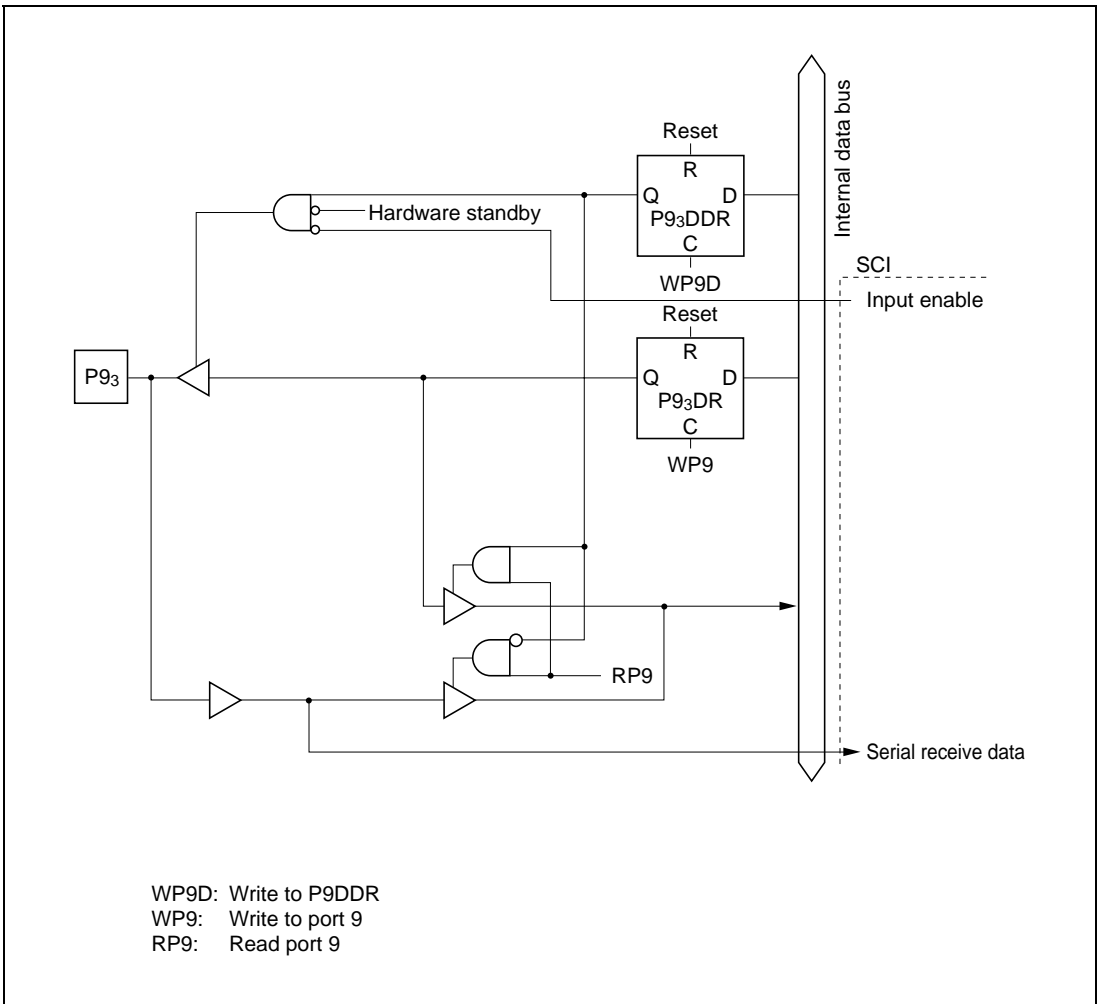 Internal data bus
Reset
R
Q D
P9₃DDR
C
WP9D
Hardware standby
SCI
Input enable
Reset
R
Q D
P9₃DR
C
WP9
P9₃
RP9
Serial receive data
WP9D: Write to P9DDR
WP9: Write to port 9
RP9: Read port 9